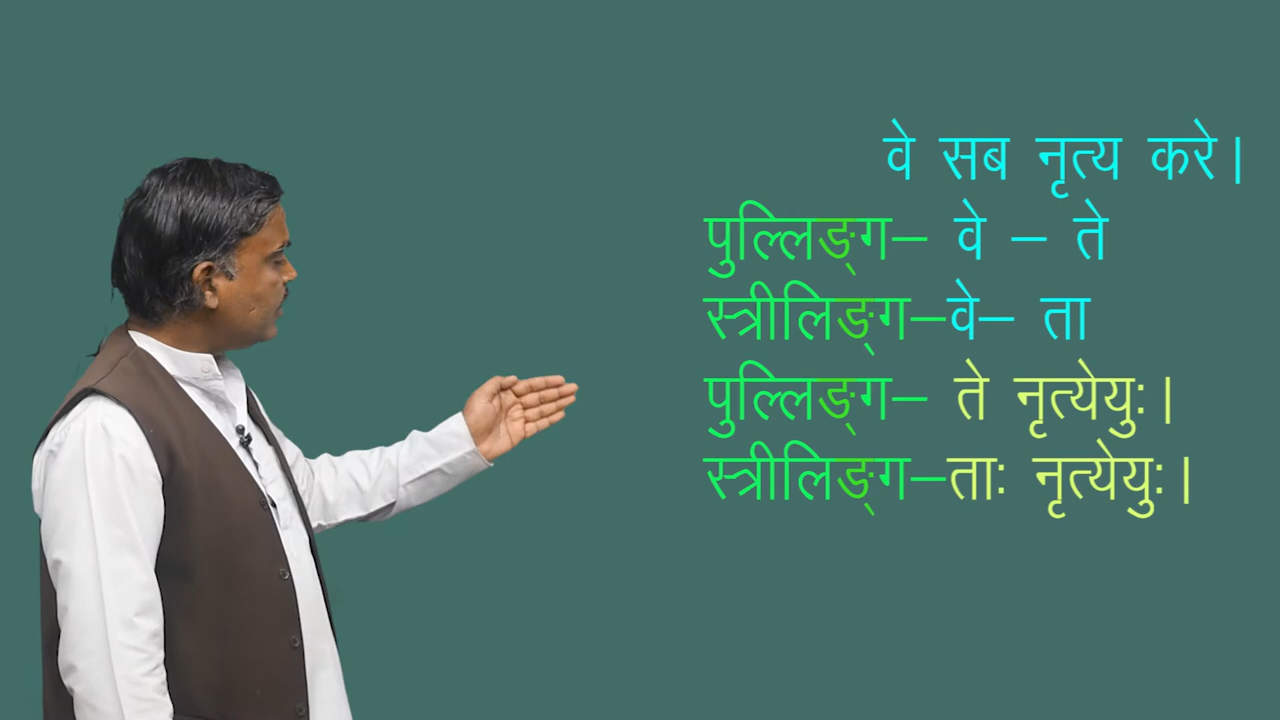 वे सब नृत्य करे।
पुल्लिङ्ग– वे – ते
स्त्रीलिङ्ग–वे– ता
पुल्लिङ्ग– ते नृत्येयुः।
स्त्रीलिङ्ग–ताः नृत्येयुः।